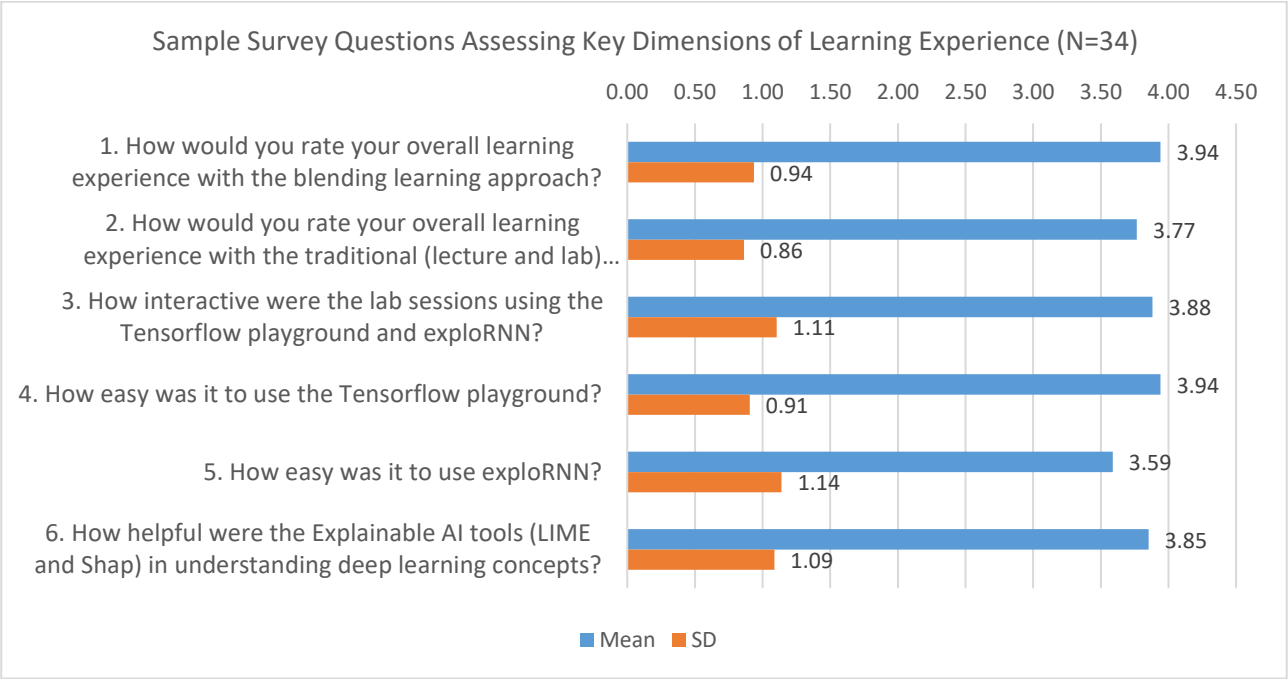 Sample Survey Questions Assessing Key Dimensions of Learning Experience (N=34)
0.00 0.50 1.00 1.50 2.00 2.50 3.00 3.50 4.00 4.50
1. How would you rate your overall learning
experience with the blending learning approach?
3.94
0.94
2. How would you rate your overall learning
experience with the traditional (lecture and lab)...
3.77
0.86
3. How interactive were the lab sessions using the
Tensorflow playground and exploRNN?
3.88
1.11
4. How easy was it to use the Tensorflow playground?
3.94
0.91
5. How easy was it to use exploRNN?
3.59
1.14
6. How helpful were the Explainable AI tools (LIME
and Shap) in understanding deep learning concepts?
3.85
1.09
Mean SD